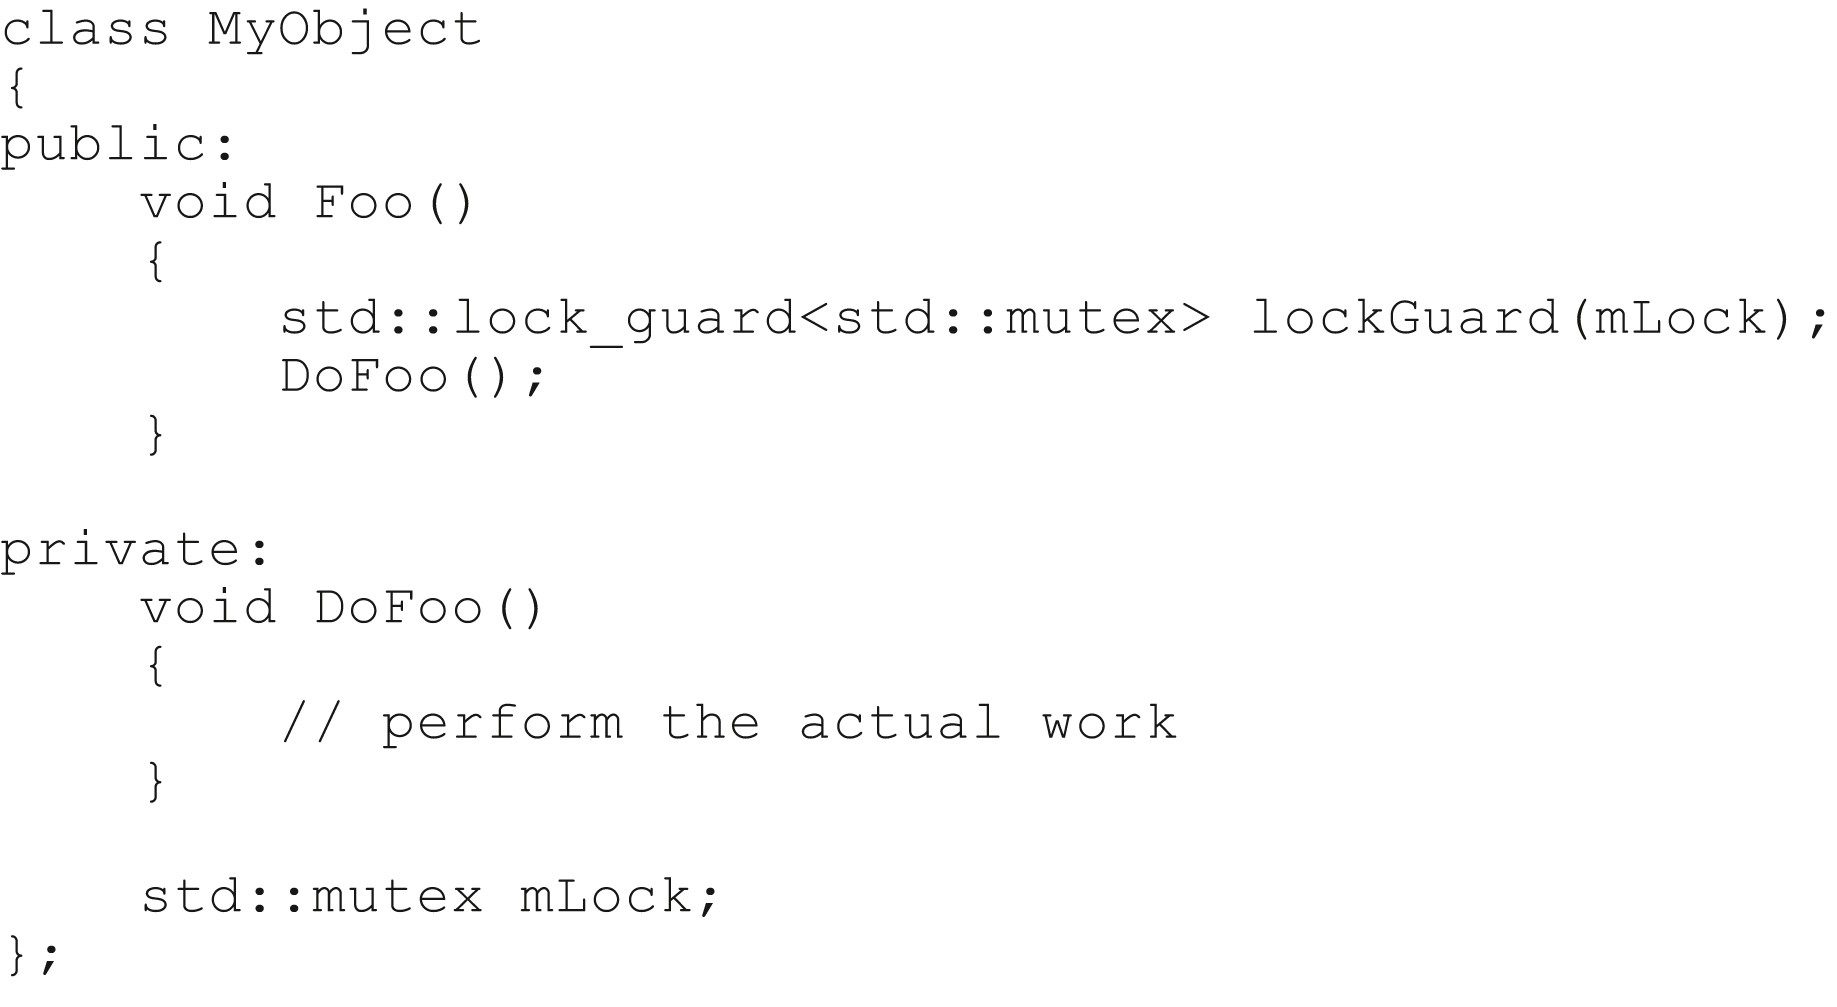 class MyObject
{
public:
    void Foo()
    {
        std::lock_guard<std::mutex> lockGuard(mLock);
        DoFoo();
    }

private:
    void DoFoo()
    {
        // perform the actual work
    }

    std::mutex mLock;
};